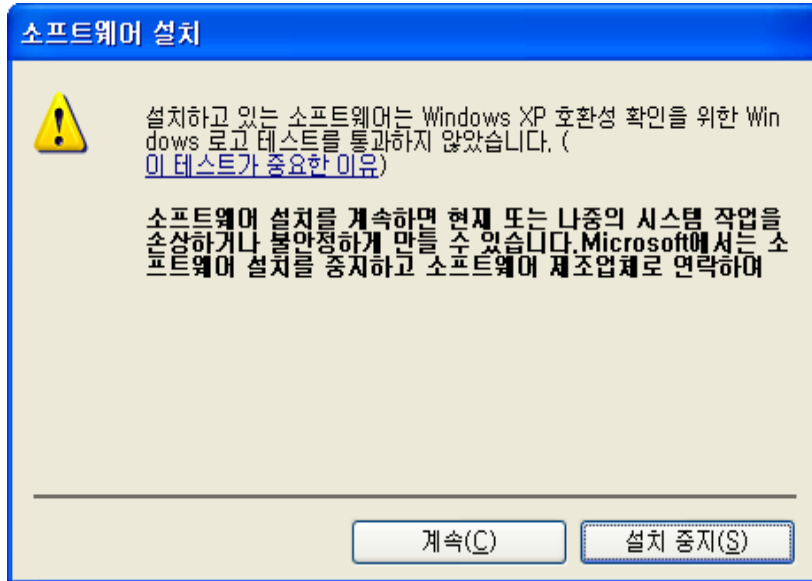 소프트웨어 설치
설치하고 있는 소프트웨어는 Windows XP 호환성 확인을 위한 Win
dows 로고 테스트를 통과하지 않았습니다. (
이 테스트가 중요한 이유)
소프트웨어 설치를 계속하면 현재 또는 나중의 시스템 작업을
손상하거나 불안정하게 만들 수 있습니다.Microsoft에서는 소
프트웨어 설치를 중지하고 소프트웨어 제조업체로 연락하여
계속(C)
설치 중지(S)